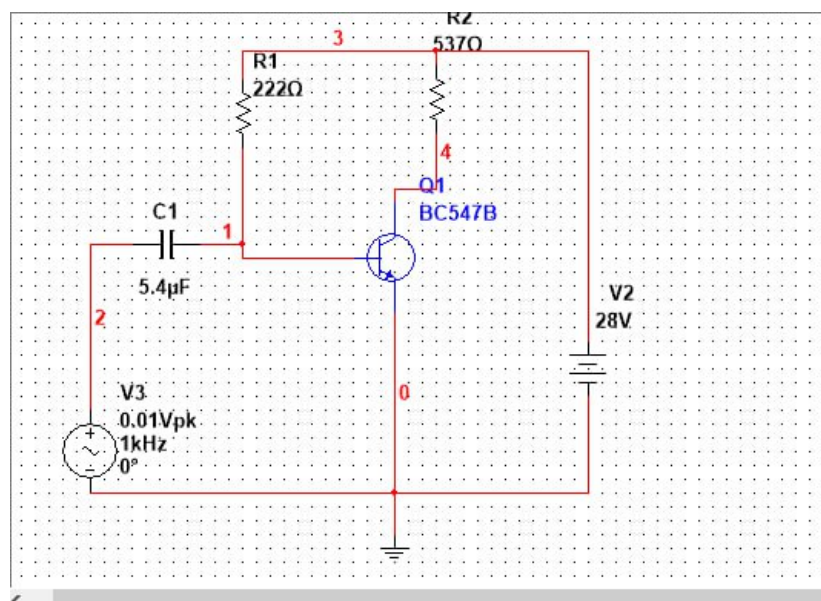 R2
3
537Ω
R1
222Ω
4
Q1
BC547B
C1
1
5.4µF
2
V2
28V
V3
0.01Vpk
1kHz
0°
0